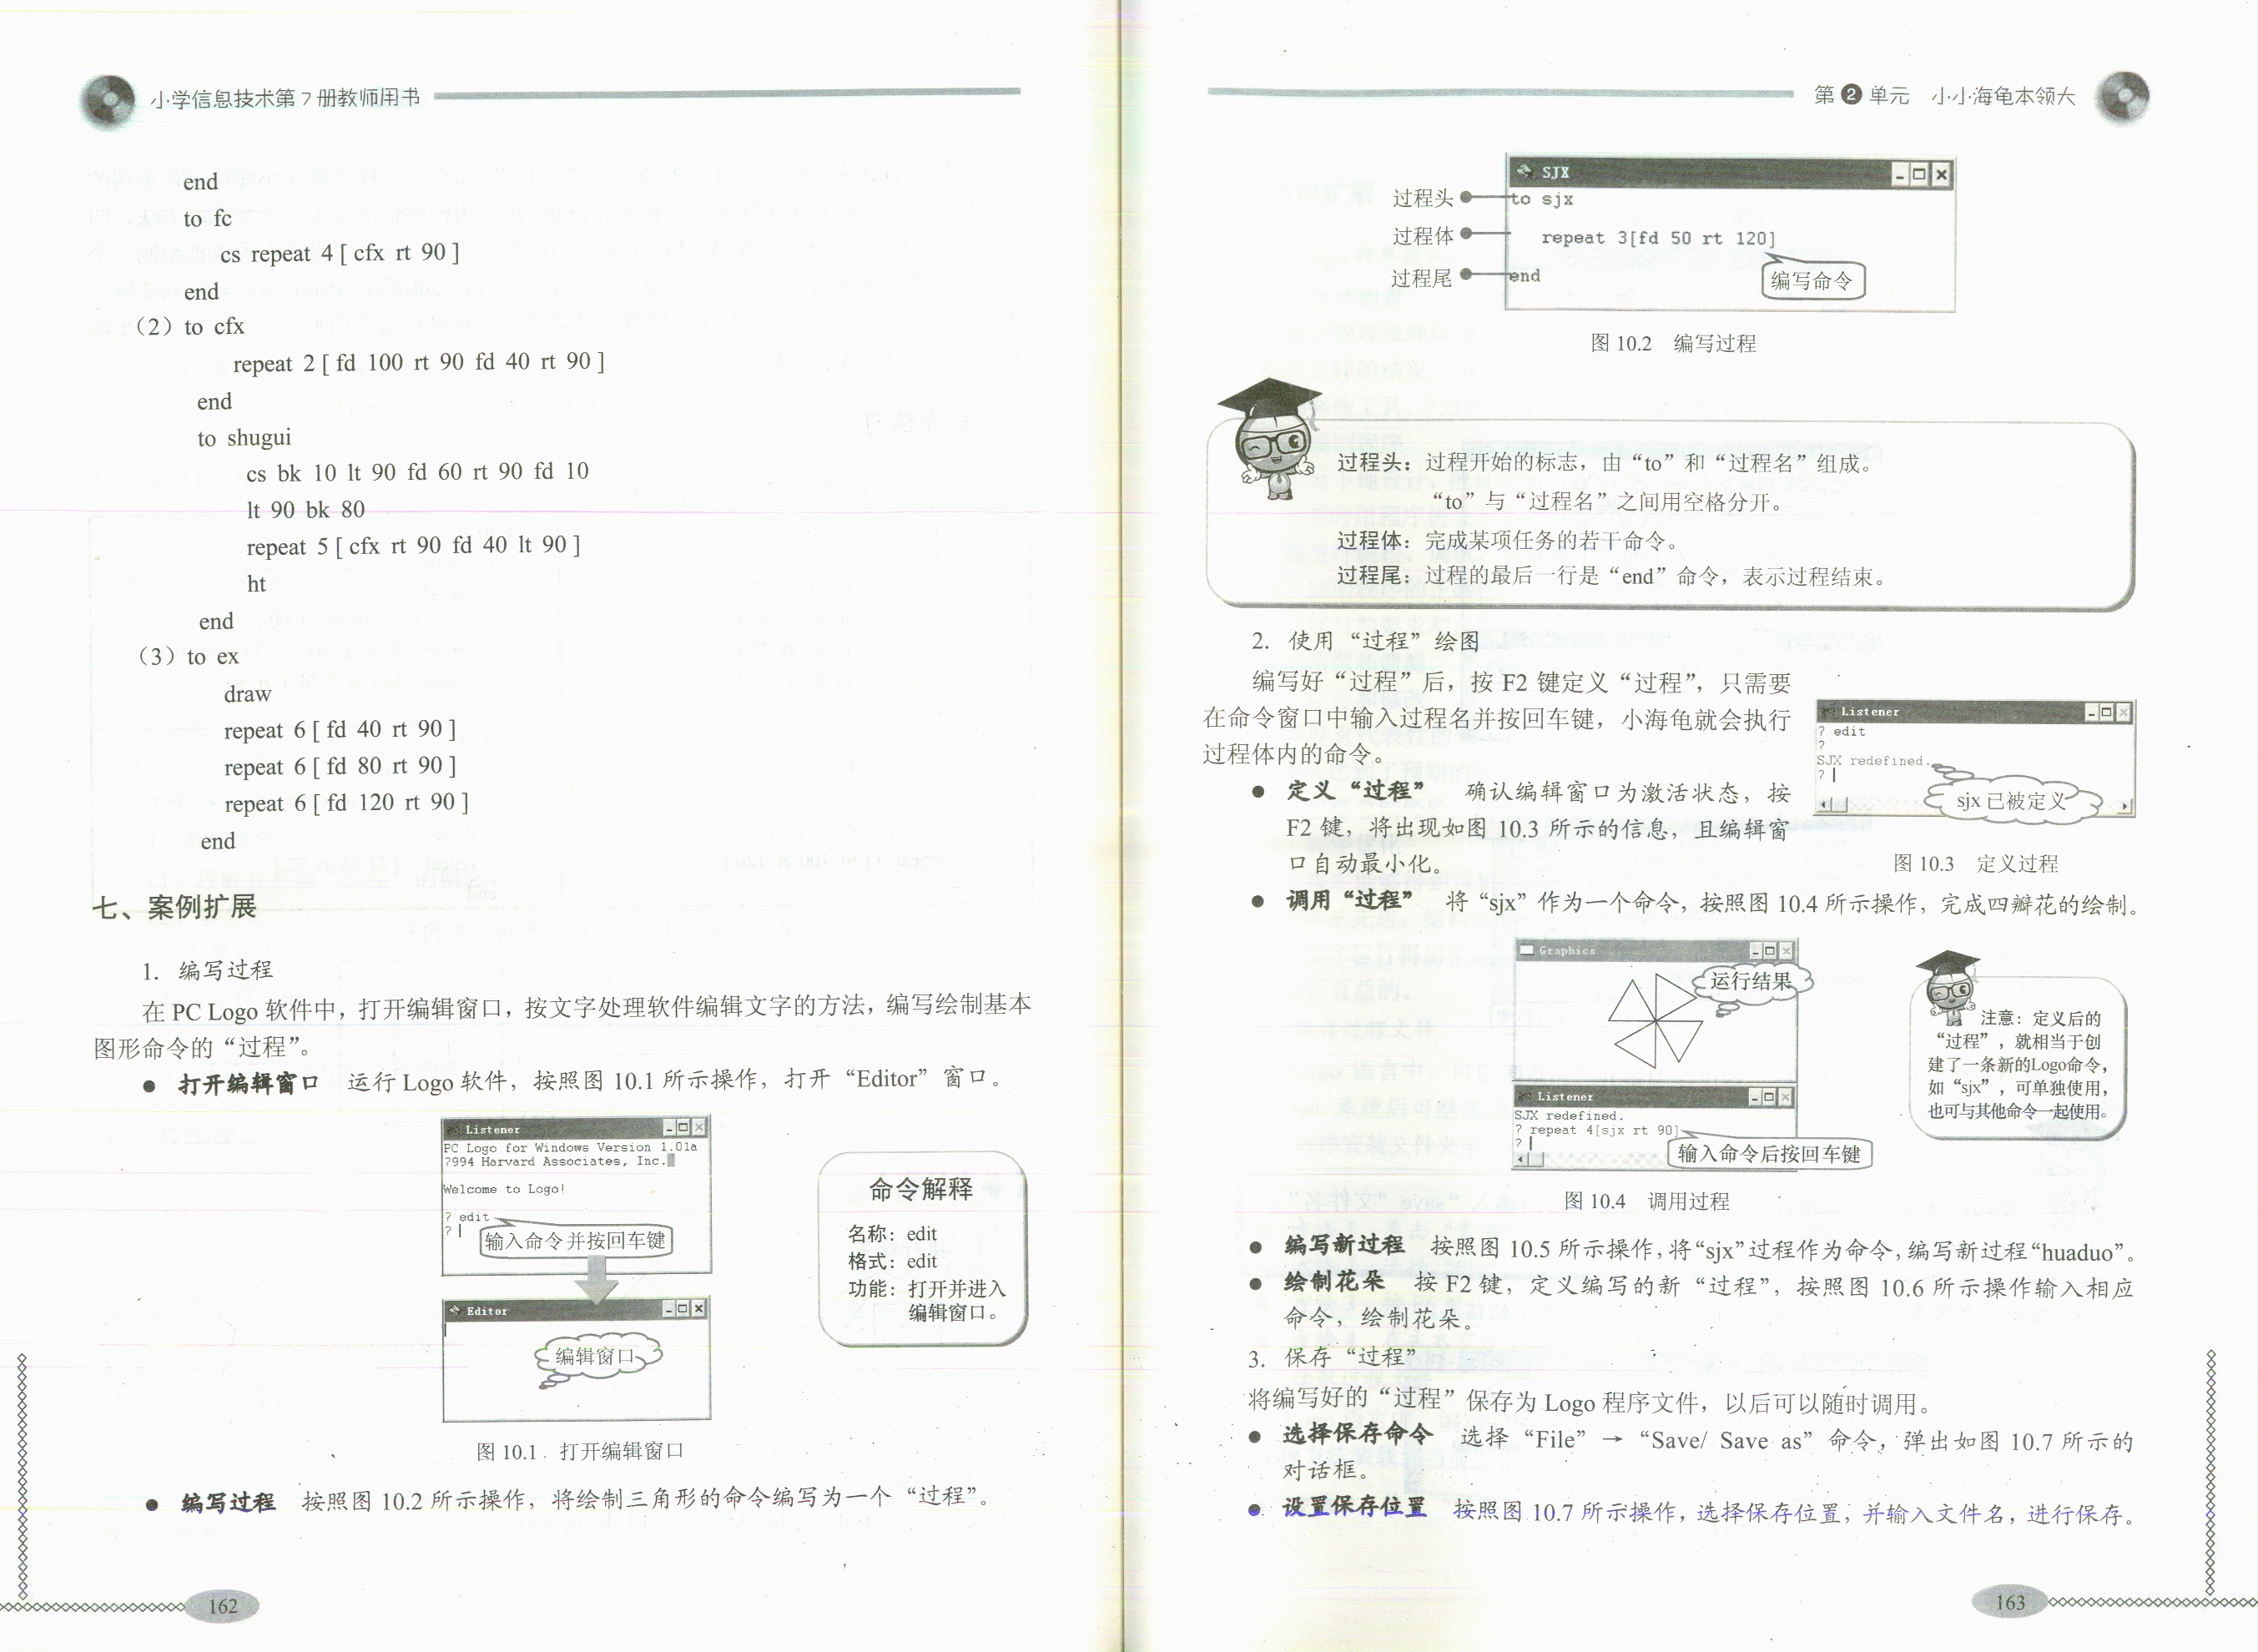 小学信息技术第7册教师用书
end
to fc
cs repeat 4 [ cfx rt 90 ]
end
（2）to cfx
repeat 2 [ fd 100 rt 90 fd 40 rt 90 ]
end
to shugui
cs bk 10 lt 90 fd 60 rt 90 fd 10
lt 90 bk 80
repeat 5 [ cfx rt 90 fd 40 lt 90 ]
ht
end
（3）to ex
draw
repeat 6 [ fd 40 rt 90 ]
repeat 6 [ fd 80 rt 90 ]
repeat 6 [ fd 120 rt 90 ]
end
七、案例扩展
1. 编写过程
在 PC Logo 软件中，打开编辑窗口，按文字处理软件编辑文字的方法，编写绘制基本
图形命令的“过程”。
● 打开编辑窗口 运行 Logo 软件，按照图 10.1 所示操作，打开“Editor”窗口。
Listener
PC Logo for Windows Version 1.01a
?994 Harvard Associates, Inc.
Welcome to Logo!
? edit
? |
输入命令并按回车键
Editor
编辑窗口
命令解释
名称：edit
格式：edit
功能：打开并进入
编辑窗口。
图 10.1 打开编辑窗口
● 编写过程 按照图 10.2 所示操作，将绘制三角形的命令编写为一个“过程”。
162
第2单元 小小海龟本领大
SJX
过程头 to sjx
过程体 repeat 3[fd 50 rt 120]
过程尾 end
编写命令
图 10.2 编写过程
过程头：过程开始的标志，由“to”和“过程名”组成。
“to”与“过程名”之间用空格分开。
过程体：完成某项任务的若干命令。
过程尾：过程的最后一行是“end”命令，表示过程结束。
2. 使用“过程”绘图
编写好“过程”后，按 F2 键定义“过程”，只需要
在命令窗口中输入过程名并按回车键，小海龟就会执行
过程体内的命令。
● 定义“过程” 确认编辑窗口为激活状态，按
F2 键，将出现如图 10.3 所示的信息，且编辑窗
口自动最小化。
Listener
? edit
?
SJX redefined.
? |
sjx 已被定义
图 10.3 定义过程
● 调用“过程” 将“sjx”作为一个命令，按照图 10.4 所示操作，完成四瓣花的绘制。
Graphics
运行结果
Listener
SJX redefined.
? repeat 4[sjx rt 90]
? |
输入命令后按回车键
注意：定义后的
“过程”，就相当于创
建了一条新的Logo命令，
如“sjx”，可单独使用，
也可与其他命令一起使用。
图 10.4 调用过程
● 编写新过程 按照图 10.5 所示操作，将“sjx”过程作为命令，编写新过程“huaduo”。
● 绘制花朵 按 F2 键，定义编写的新“过程”，按照图 10.6 所示操作输入相应
命令，绘制花朵。
3. 保存“过程”
将编写好的“过程”保存为 Logo 程序文件，以后可以随时调用。
● 选择保存命令 选择“File”→“Save/ Save as”命令，弹出如图 10.7 所示的
对话框。
● 设置保存位置 按照图 10.7 所示操作，选择保存位置，并输入文件名，进行保存。
163